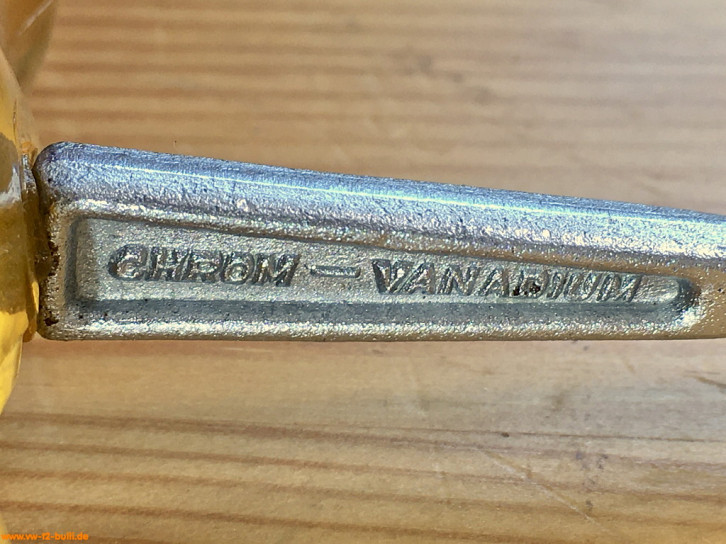 CHROM – VANADIUM
www.vw-t2-bulli.de